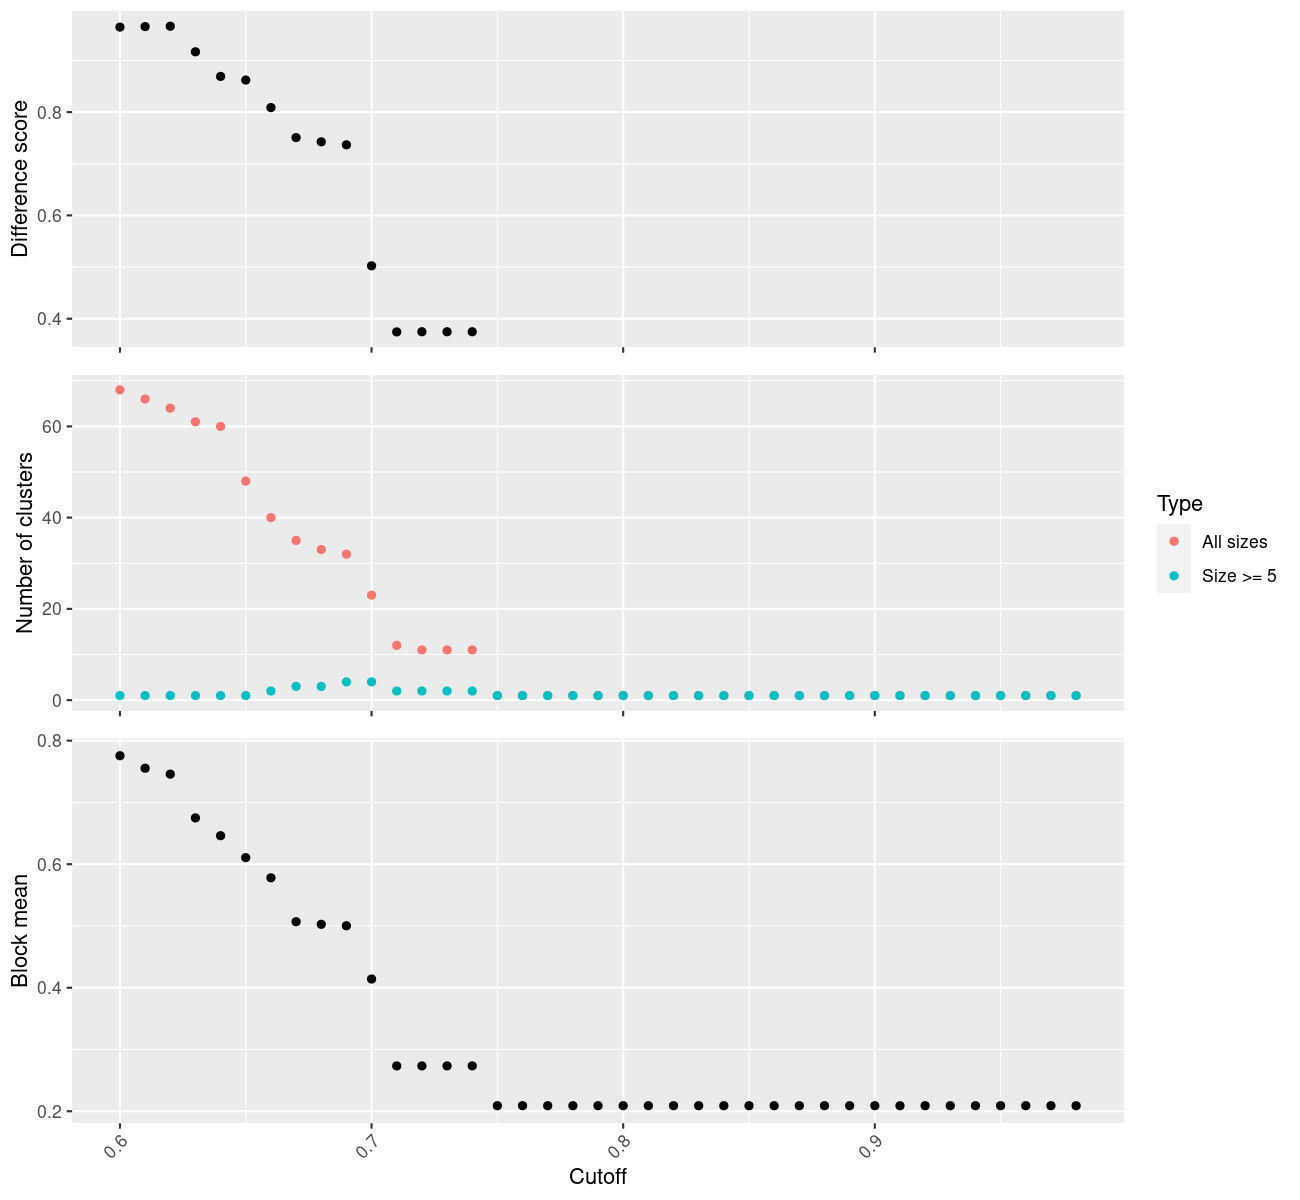 Difference score
0.8
0.6
0.4
Number of clusters
60
40
20
0
Type
All sizes
Size >= 5
Block mean
0.8
0.6
0.4
0.2
0.6
0.7
0.8
0.9
Cutoff